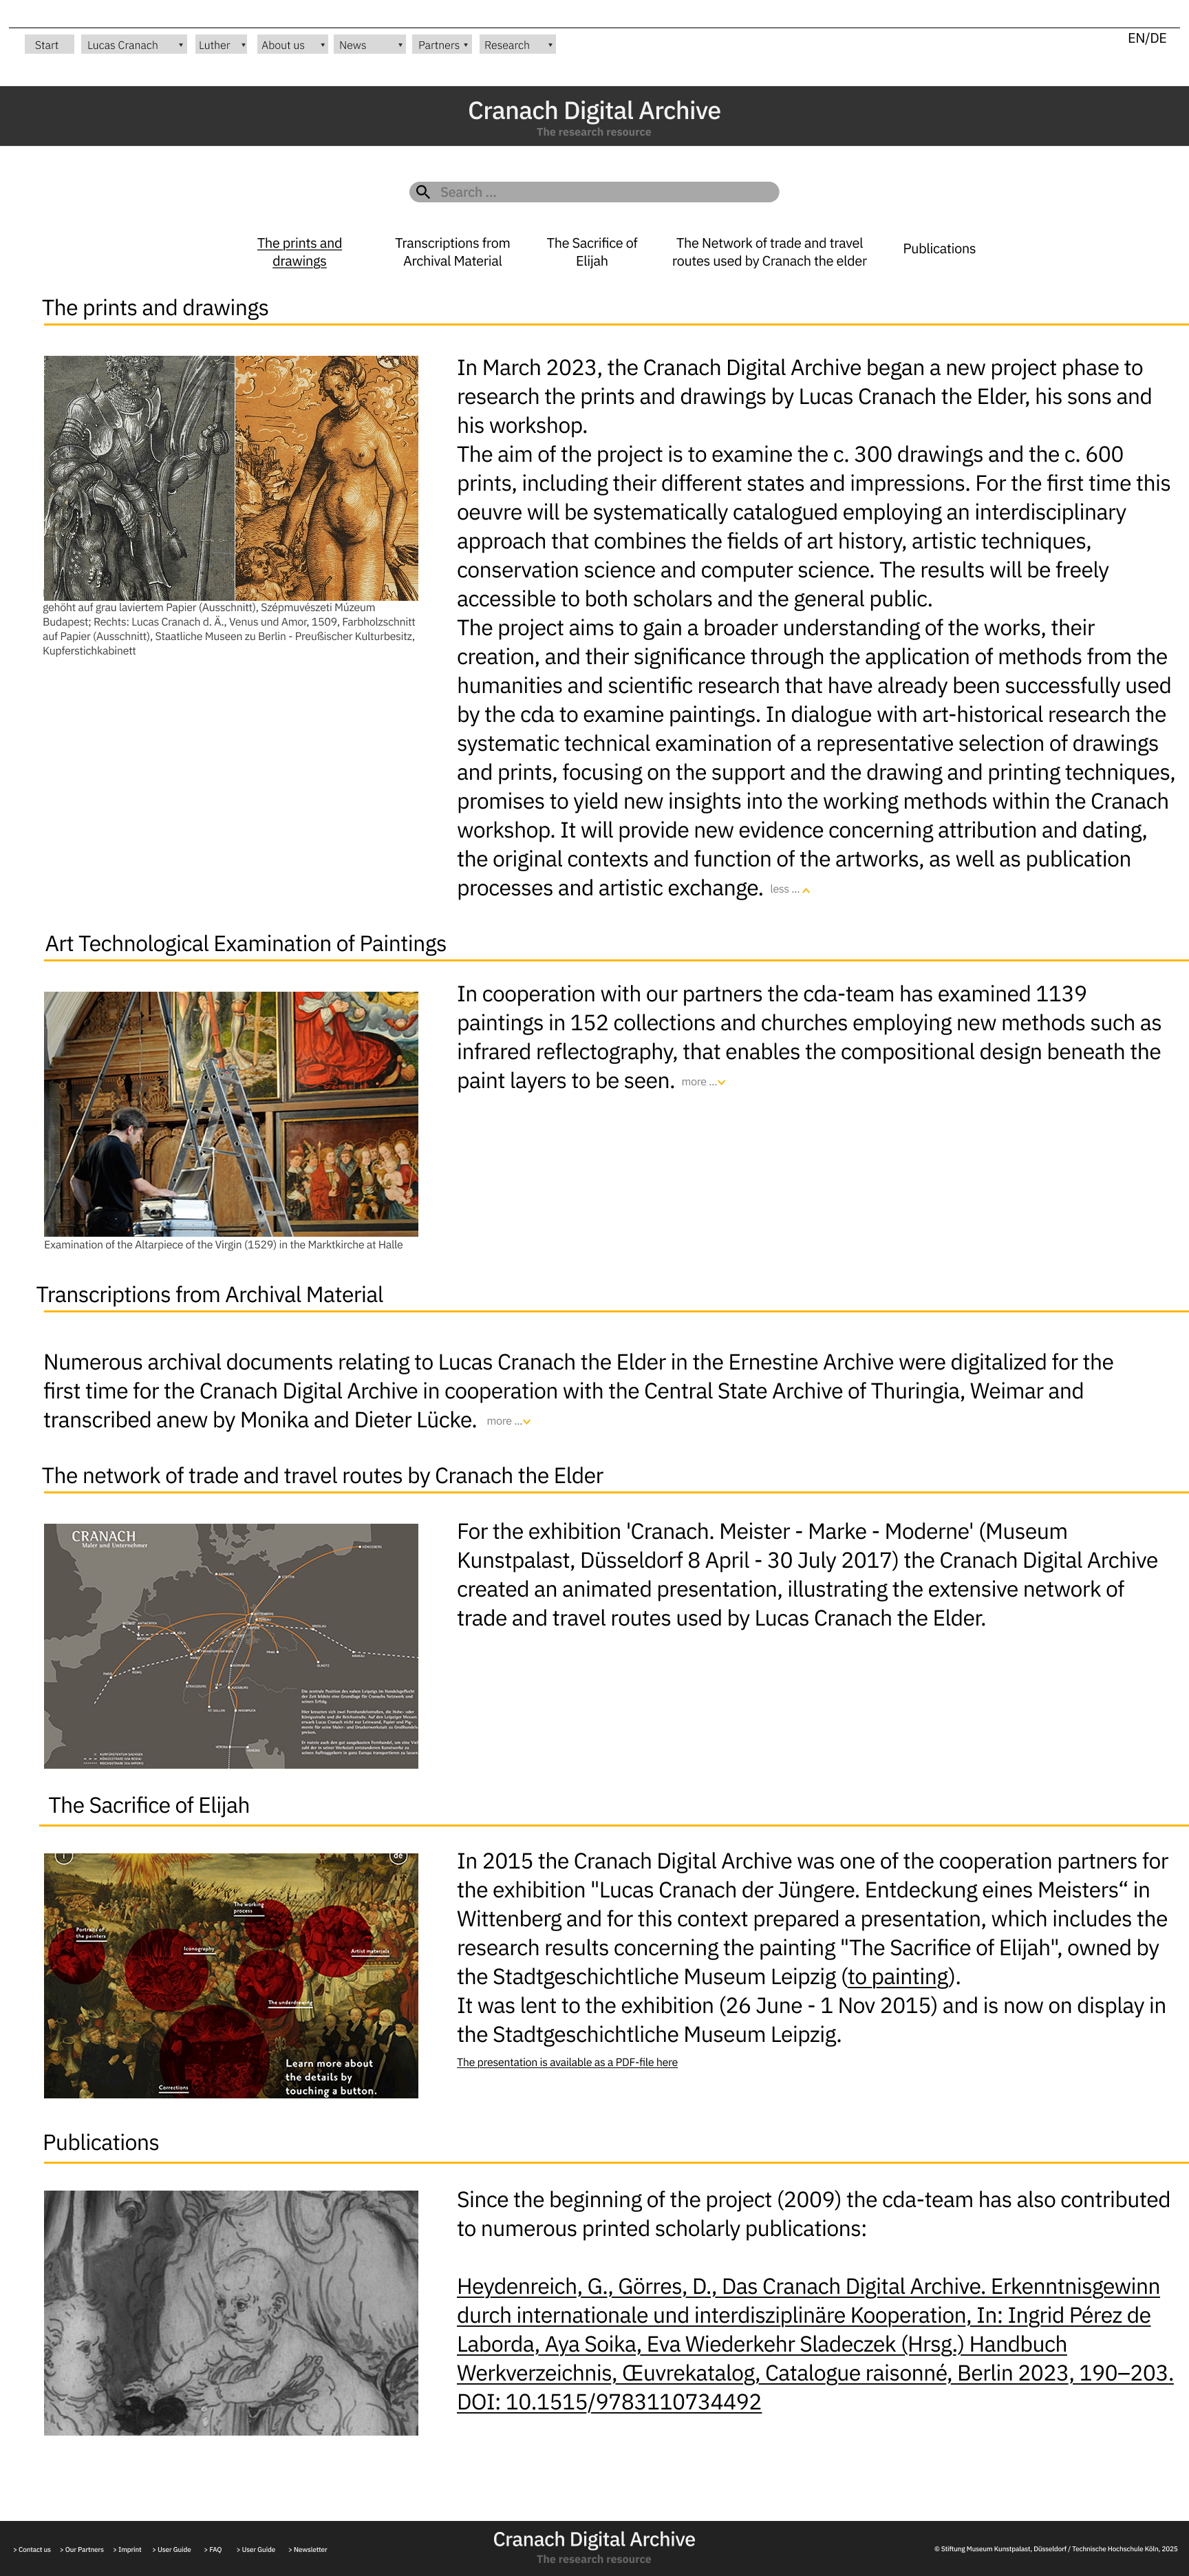 Start
Lucas Cranach
Luther
About us
News
Partners
Research
EN/DE
Cranach Digital Archive
The research resource
Search ...
The prints and
drawings
Transcriptions from
Archival Material
The Sacrifice of
Elijah
The Network of trade and travel
routes used by Cranach the elder
Publications
The prints and drawings
gehöht auf grau laviertem Papier (Ausschnitt), Szépmuvészeti Múzeum
Budapest; Rechts: Lucas Cranach d. Ä., Venus und Amor, 1509, Farbholzschnitt
auf Papier (Ausschnitt), Staatliche Museen zu Berlin - Preußischer Kulturbesitz,
Kupferstichkabinett
In March 2023, the Cranach Digital Archive began a new project phase to
research the prints and drawings by Lucas Cranach the Elder, his sons and
his workshop.
The aim of the project is to examine the c. 300 drawings and the c. 600
prints, including their different states and impressions. For the first time this
oeuvre will be systematically catalogued employing an interdisciplinary
approach that combines the fields of art history, artistic techniques,
conservation science and computer science. The results will be freely
accessible to both scholars and the general public.
The project aims to gain a broader understanding of the works, their
creation, and their significance through the application of methods from the
humanities and scientific research that have already been successfully used
by the cda to examine paintings. In dialogue with art-historical research the
systematic technical examination of a representative selection of drawings
and prints, focusing on the support and the drawing and printing techniques,
promises to yield new insights into the working methods within the Cranach
workshop. It will provide new evidence concerning attribution and dating,
the original contexts and function of the artworks, as well as publication
processes and artistic exchange. less ...
Art Technological Examination of Paintings
Examination of the Altarpiece of the Virgin (1529) in the Marktkirche at Halle
In cooperation with our partners the cda-team has examined 1139
paintings in 152 collections and churches employing new methods such as
infrared reflectography, that enables the compositional design beneath the
paint layers to be seen. more ...
Transcriptions from Archival Material
Numerous archival documents relating to Lucas Cranach the Elder in the Ernestine Archive were digitalized for the
first time for the Cranach Digital Archive in cooperation with the Central State Archive of Thuringia, Weimar and
transcribed anew by Monika and Dieter Lücke. more ...
The network of trade and travel routes by Cranach the Elder
CRANACH
Maler und Unternehmer
For the exhibition 'Cranach. Meister - Marke - Moderne' (Museum
Kunstpalast, Düsseldorf 8 April - 30 July 2017) the Cranach Digital Archive
created an animated presentation, illustrating the extensive network of
trade and travel routes used by Lucas Cranach the Elder.
The Sacrifice of Elijah
i
de
The working
process
Portraits of
the painters
Iconography
Artist materials
The underdrawing
Learn more about
the details by
touching a button.
Corrections
In 2015 the Cranach Digital Archive was one of the cooperation partners for
the exhibition "Lucas Cranach der Jüngere. Entdeckung eines Meisters“ in
Wittenberg and for this context prepared a presentation, which includes the
research results concerning the painting "The Sacrifice of Elijah", owned by
the Stadtgeschichtliche Museum Leipzig (to painting).
It was lent to the exhibition (26 June - 1 Nov 2015) and is now on display in
the Stadtgeschichtliche Museum Leipzig.
The presentation is available as a PDF-file here
Publications
Since the beginning of the project (2009) the cda-team has also contributed
to numerous printed scholarly publications:
Heydenreich, G., Görres, D., Das Cranach Digital Archive. Erkenntnisgewinn
durch internationale und interdisziplinäre Kooperation, In: Ingrid Pérez de
Laborda, Aya Soika, Eva Wiederkehr Sladeczek (Hrsg.) Handbuch
Werkverzeichnis, Œuvrekatalog, Catalogue raisonné, Berlin 2023, 190–203.
DOI: 10.1515/9783110734492
> Contact us
> Our Partners
> Imprint
> User Guide
> FAQ
> User Guide
> Newsletter
Cranach Digital Archive
The research resource
© Stiftung Museum Kunstpalast, Düsseldorf / Technische Hochschule Köln, 2025